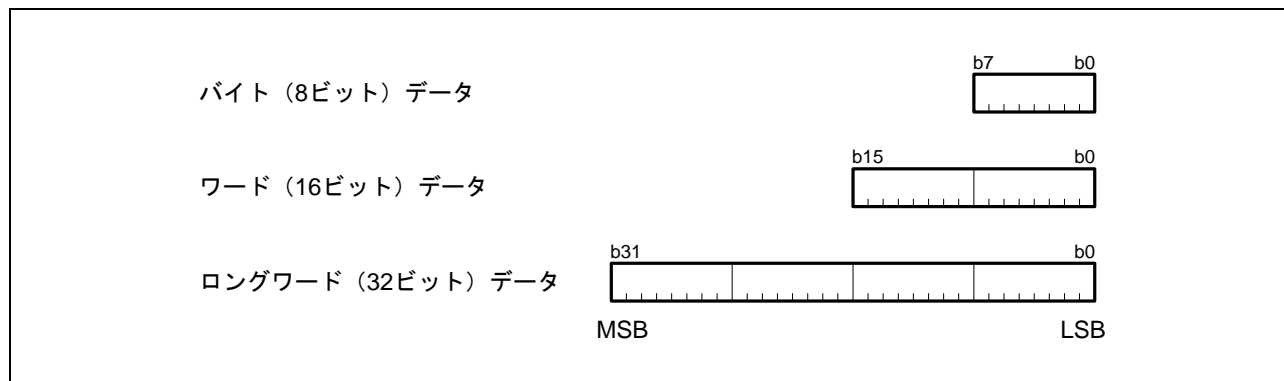 b7 b0
バイト（8ビット）データ
b15 b0
ワード（16ビット）データ
b31 b0
ロングワード（32ビット）データ
MSB LSB